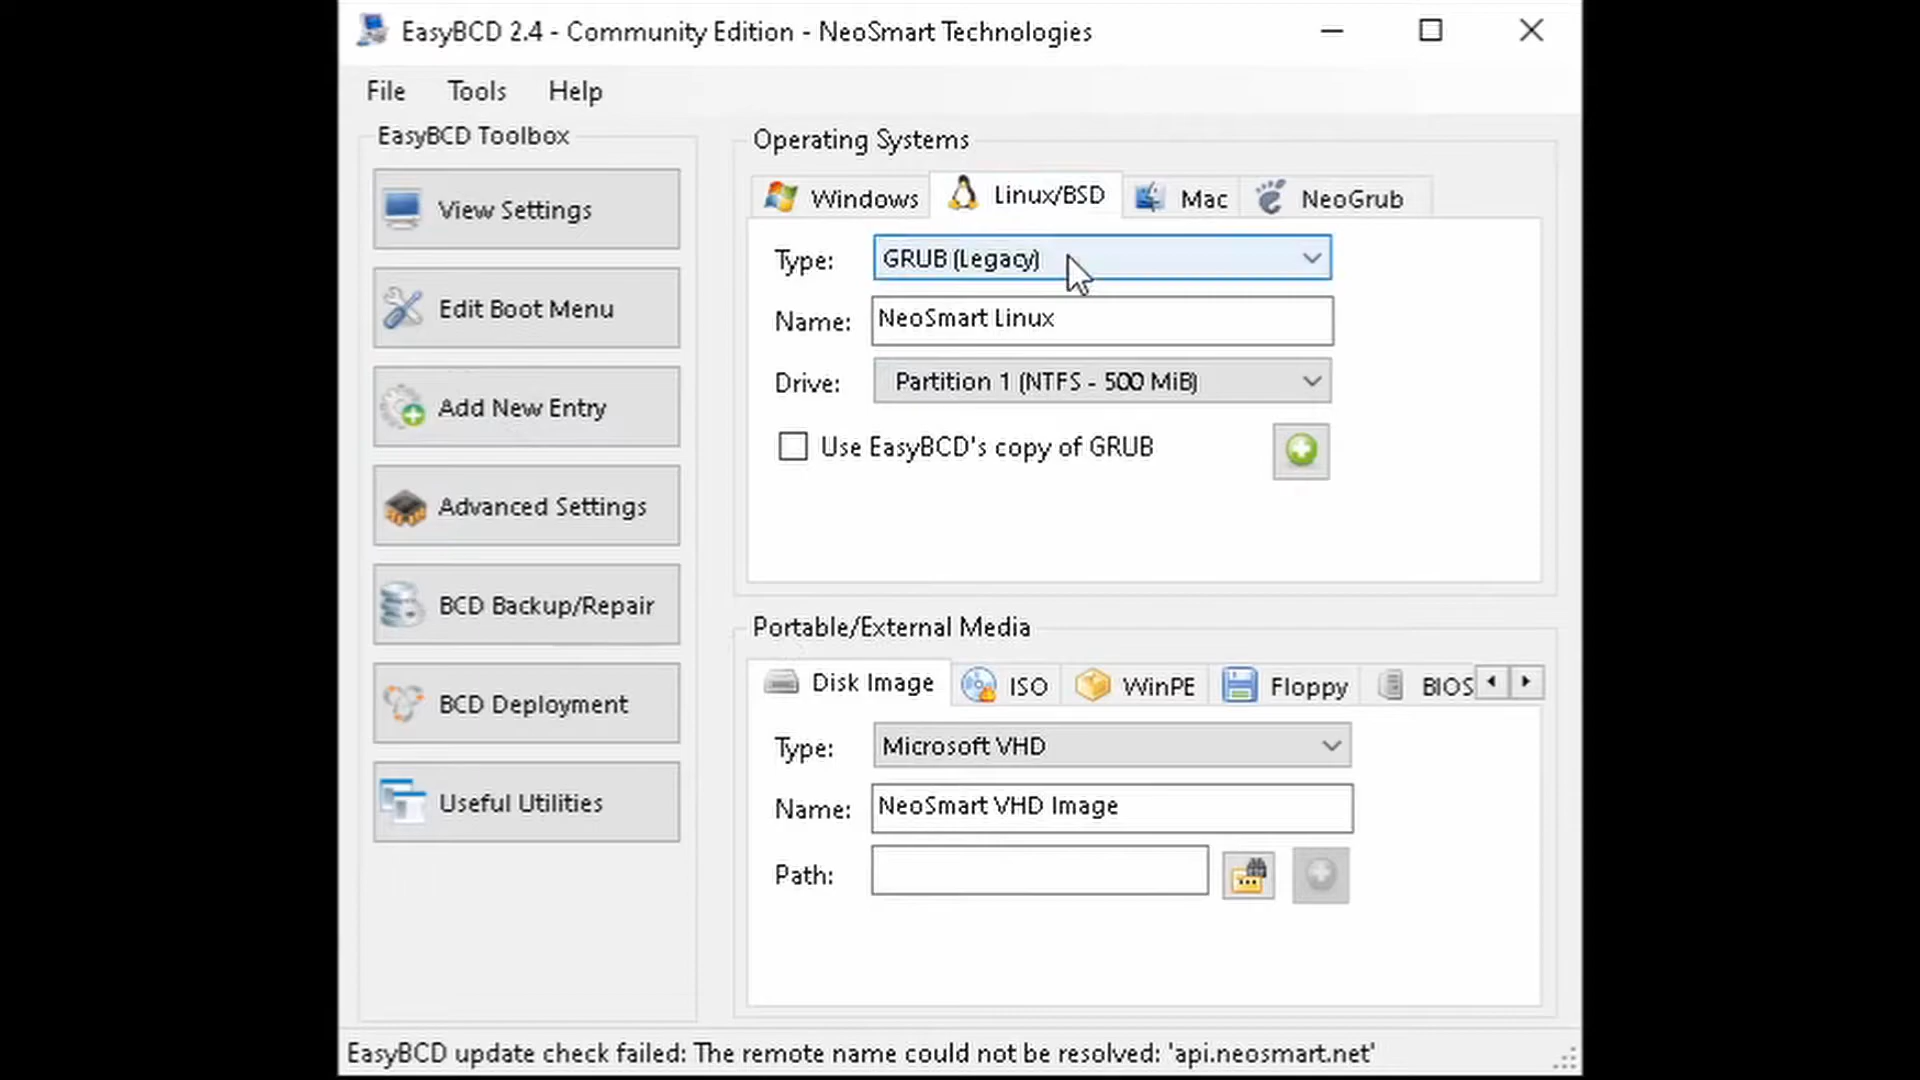 EasyBCD 2.4 - Community Edition - NeoSmart Technologies
File Tools Help
EasyBCD Toolbox
View Settings
Edit Boot Menu
Add New Entry
Advanced Settings
BCD Backup/Repair
BCD Deployment
Useful Utilities
Operating Systems
Windows Linux/BSD Mac NeoGrub
Type: GRUB (Legacy)
Name: NeoSmart Linux
Drive: Partition 1 (NTFS - 500 MiB)
Use EasyBCD's copy of GRUB
Portable/External Media
Disk Image ISO WinPE Floppy BIOS
Type: Microsoft VHD
Name: NeoSmart VHD Image
Path:
EasyBCD update check failed: The remote name could not be resolved: 'api.neosmart.net'